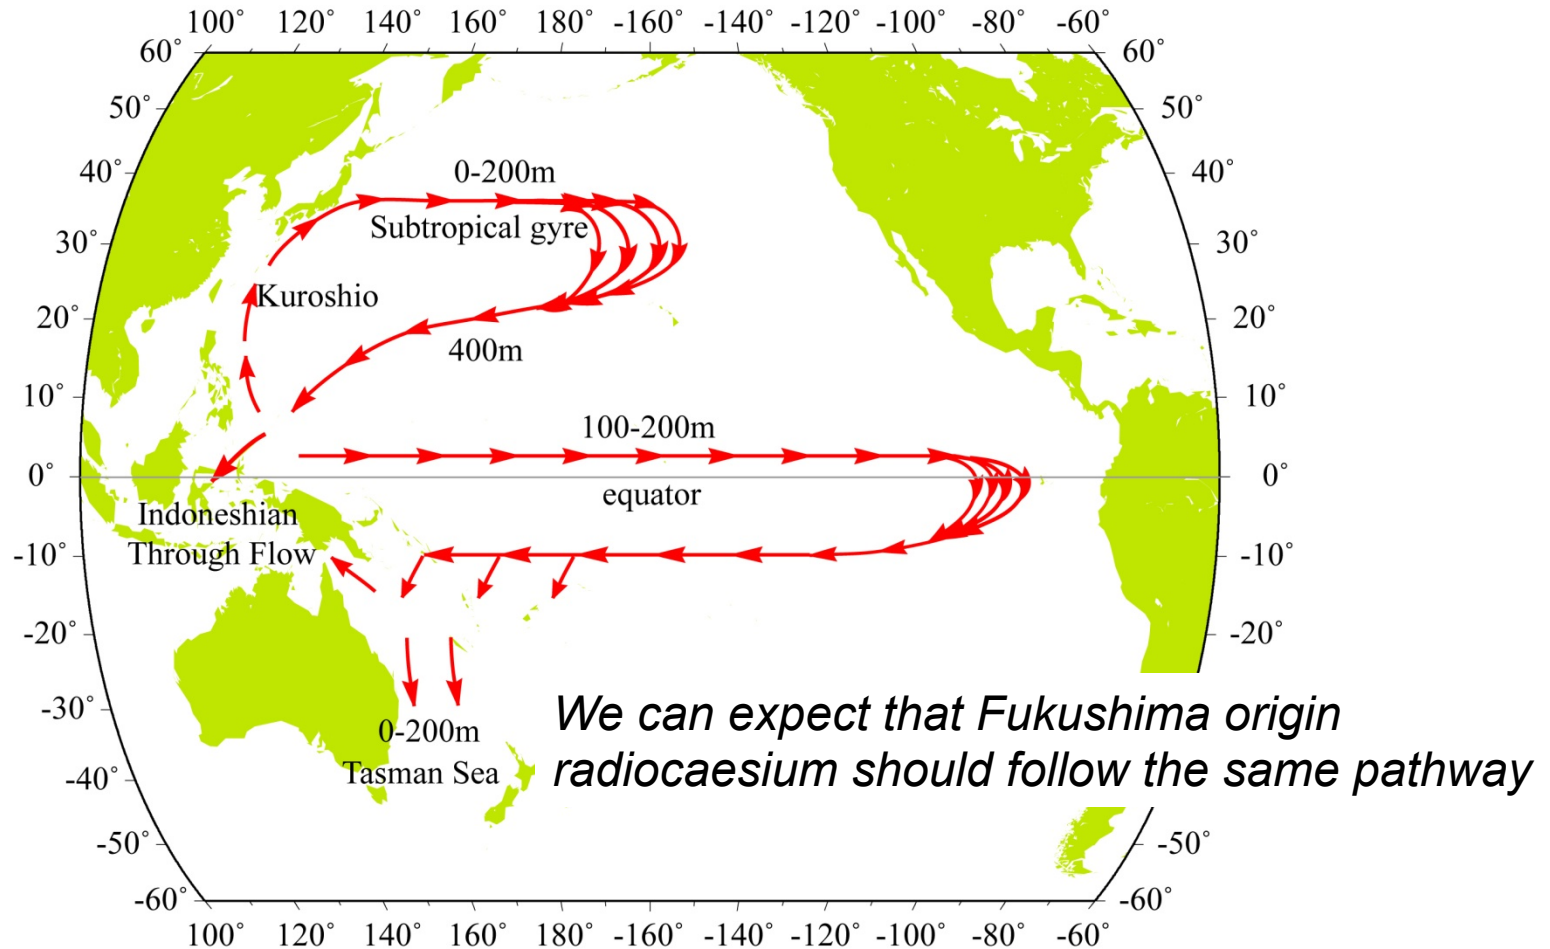 100˚ 120˚ 140˚ 160˚ 180˚ -160˚ -140˚ -120˚ -100˚ -80˚ -60˚
60˚ 60˚
50˚ 50˚
40˚ 0-200m 40˚
Subtropical gyre
30˚ 30˚
Kuroshio
20˚ 20˚
400m
10˚ 10˚
100-200m
0˚ 0˚
equator
Indoneshian
Through Flow
-10˚ -10˚
-20˚ -20˚
-30˚
We can expect that Fukushima origin
0-200m
radiocaesium should follow the same pathway
Tasman Sea
-40˚
-50˚ -50˚
-60˚ -60˚
100˚ 120˚ 140˚ 160˚ 180˚ -160˚ -140˚ -120˚ -100˚ -80˚ -60˚